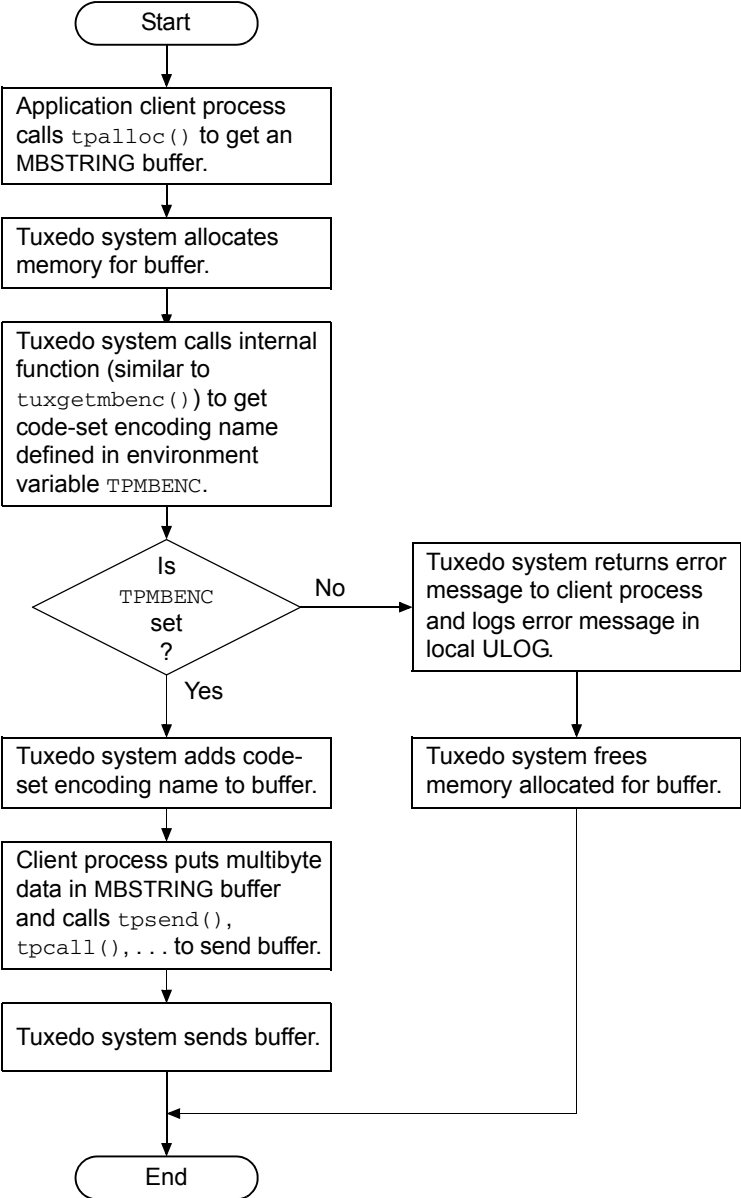 Start
Application client process
calls tpalloc() to get an
MBSTRING buffer.
Tuxedo system allocates
memory for buffer.
Tuxedo system calls internal
function (similar to
tuxgetmbenc()) to get
code-set encoding name
defined in environment
variable TPMBENC.
Is
TPMBENC
set
?
No
Yes
Tuxedo system returns error
message to client process
and logs error message in
local ULOG.
Tuxedo system frees
memory allocated for buffer.
Tuxedo system adds code-
set encoding name to buffer.
Client process puts multibyte
data in MBSTRING buffer
and calls tpsend(),
tpcall(),... to send buffer.
Tuxedo system sends buffer.
End